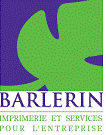 BARLERIN
IMPRIMERIE ET SERVICES
POUR L'ENTREPRISE